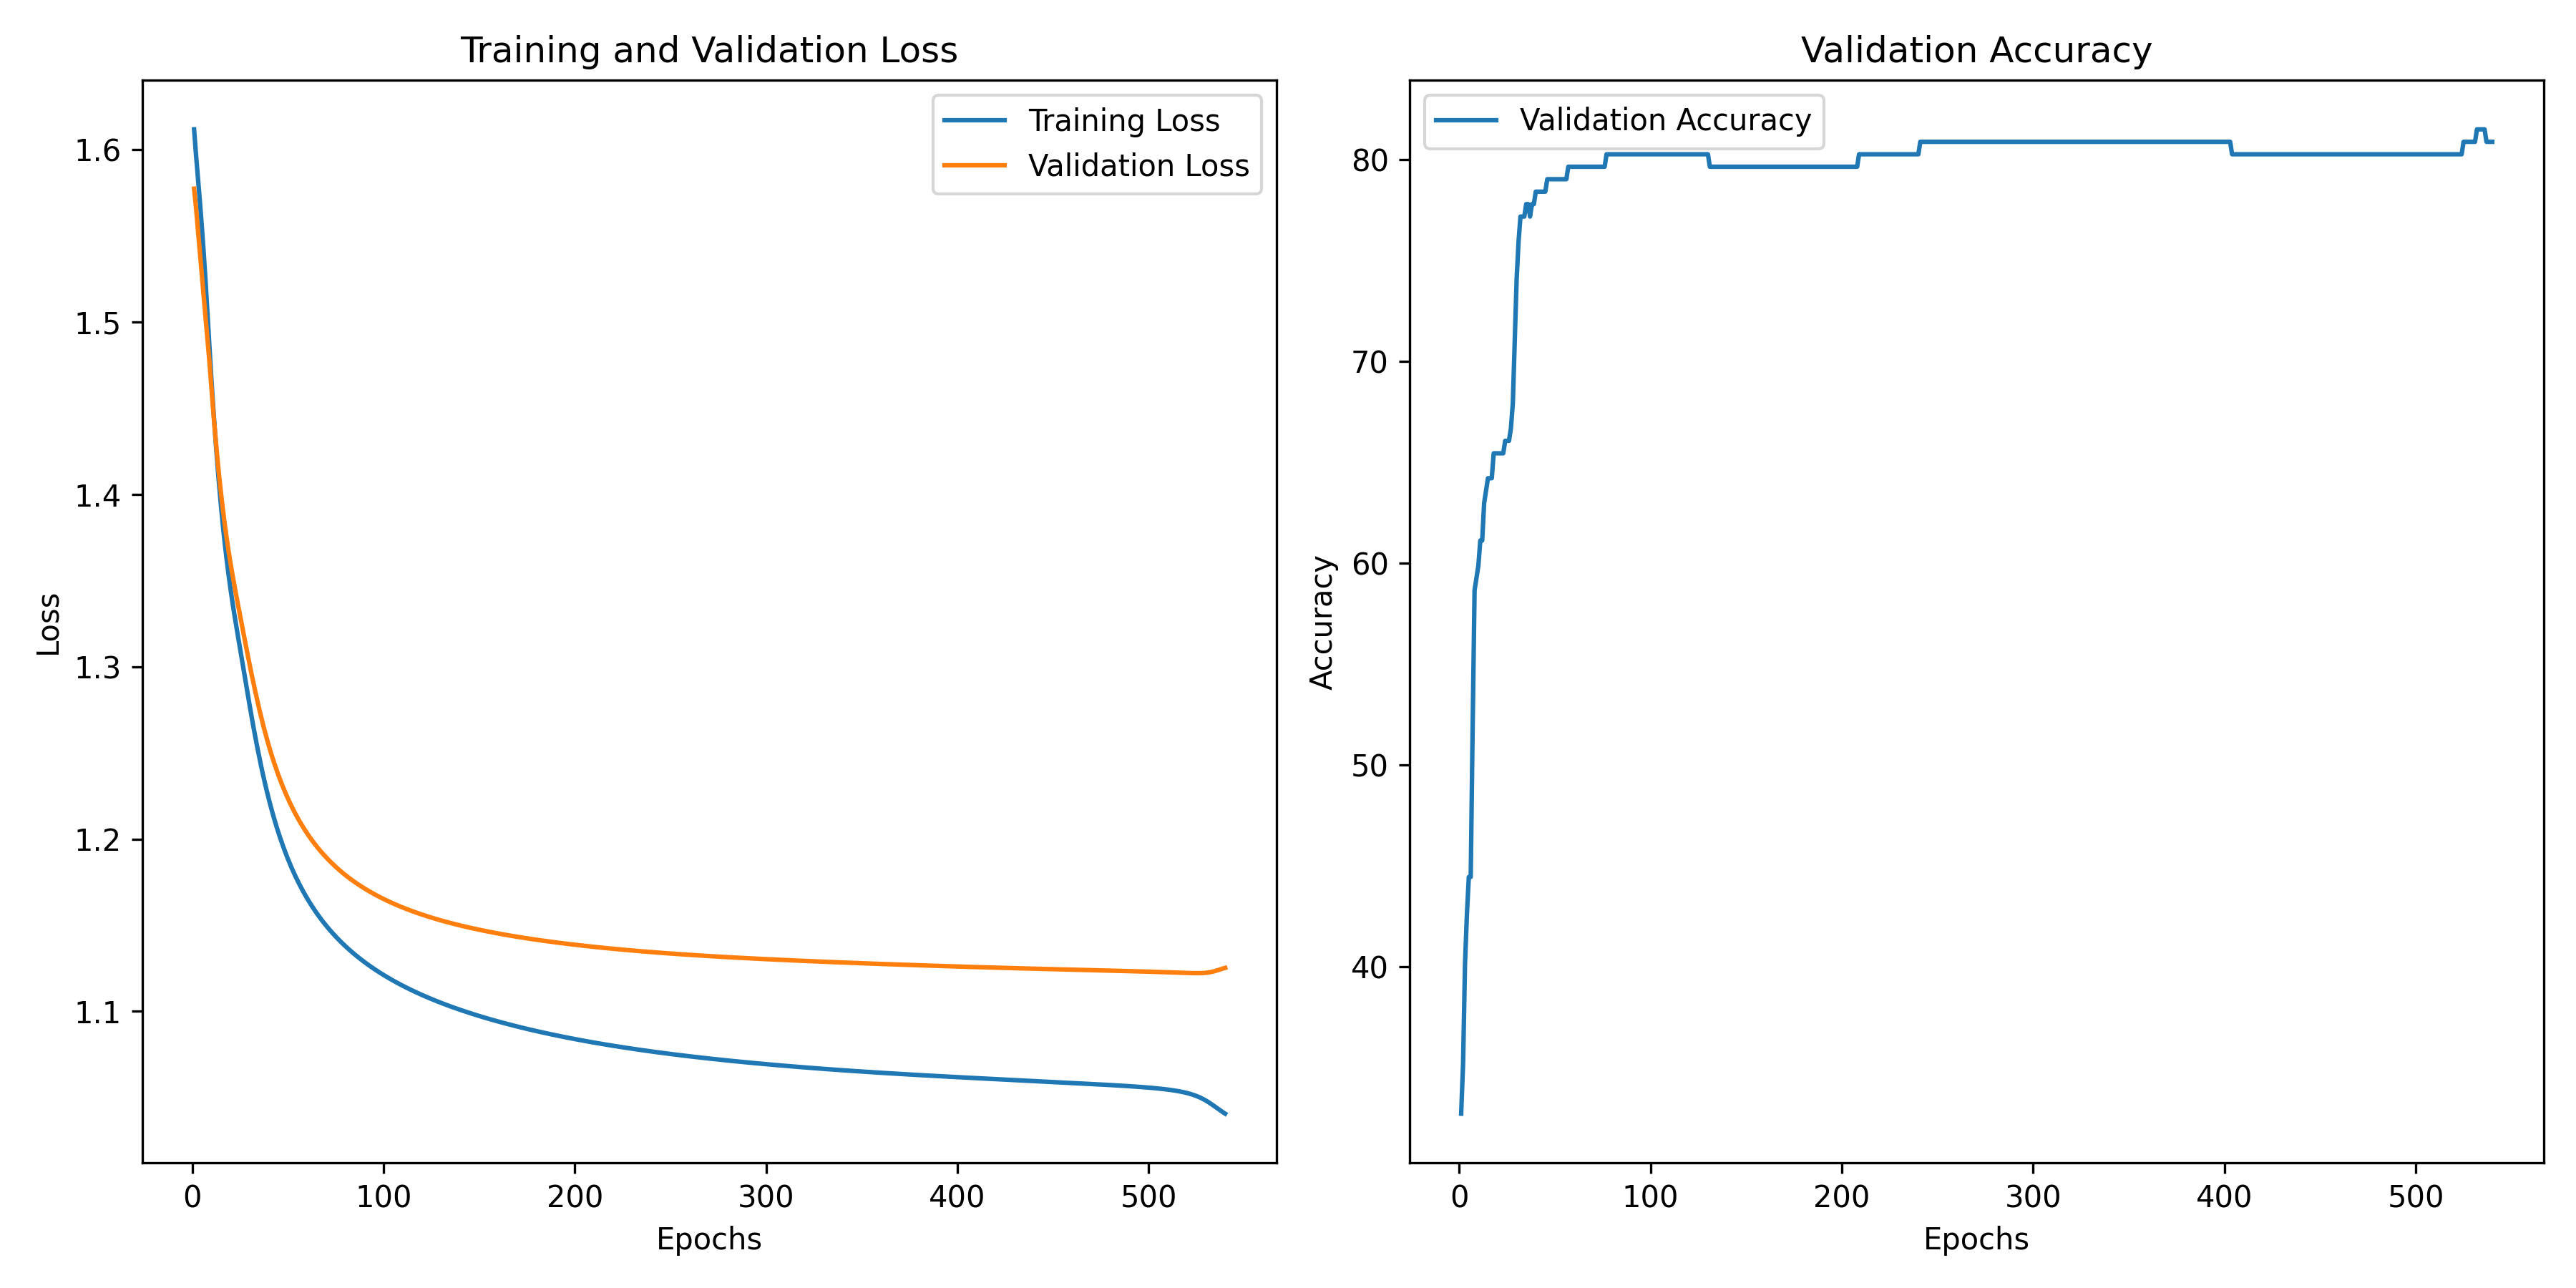 Training and Validation Loss
Training Loss
Validation Loss
1.6
1.5
1.4
1.3
1.2
1.1
Loss
0 100 200 300 400 500
Epochs
Validation Accuracy
Validation Accuracy
80
70
60
50
40
Accuracy
0 100 200 300 400 500
Epochs